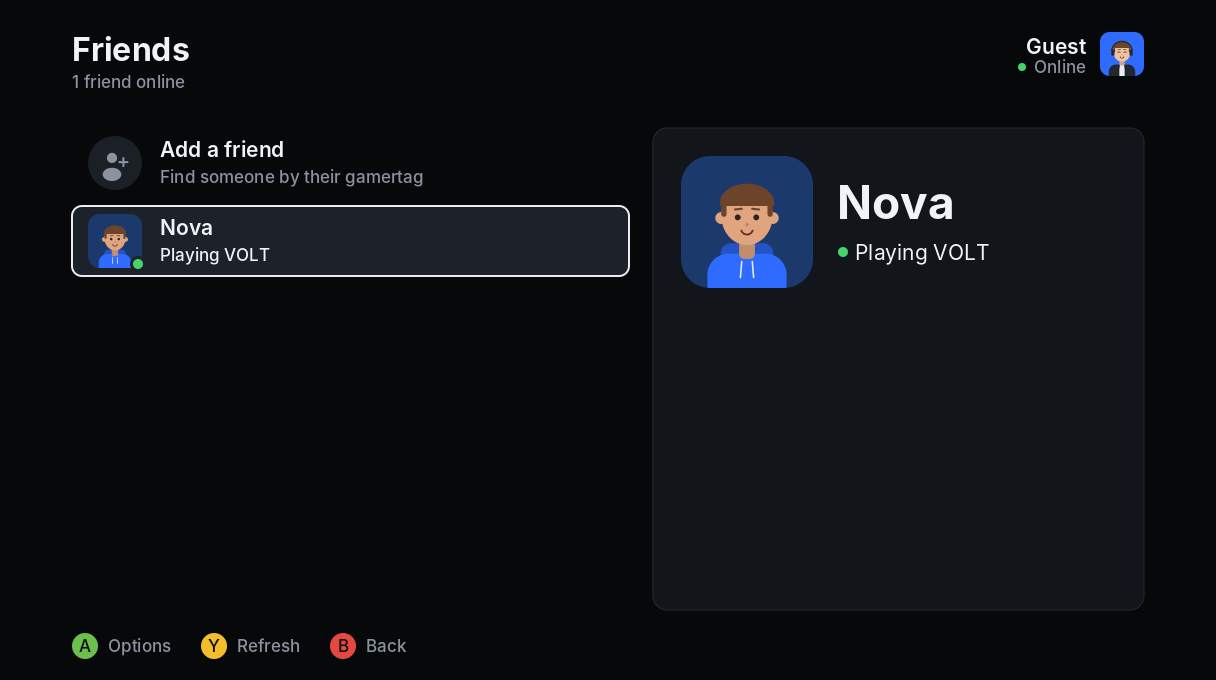 Friends
1 friend online
Guest
Online
Add a friend
Find someone by their gamertag
Nova
Playing VOLT
Nova
Playing VOLT
A Options
Y Refresh
B Back